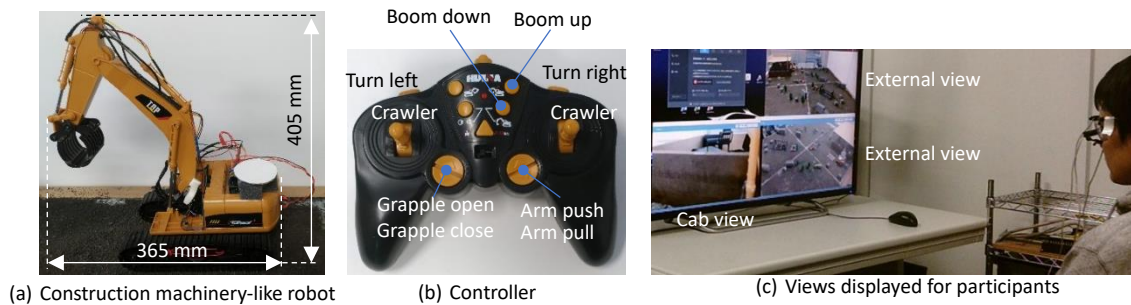 Boom down
Boom up
Turn left
Turn right
Crawler
Crawler
Grapple open
Grapple close
Arm push
Arm pull
405 mm
365 mm
External view
External view
Cab view
(a) Construction machinery-like robot
(b) Controller
(c) Views displayed for participants